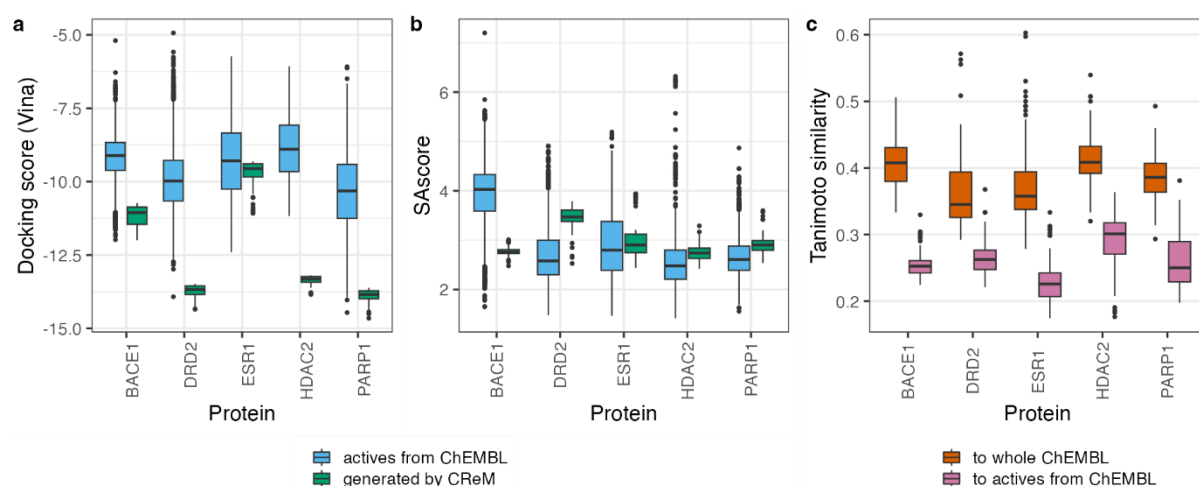 a
Docking score (Vina)
-5.0
-7.5
-10.0
-12.5
-15.0
BACE1
DRD2
ESR1
HDAC2
PARP1
Protein
actives from ChEMBL
generated by CReM
b
SAscore
6
4
2
BACE1
DRD2
ESR1
HDAC2
PARP1
Protein
c
Tanimoto similarity
0.6
0.5
0.4
0.3
0.2
BACE1
DRD2
ESR1
HDAC2
PARP1
Protein
to whole ChEMBL
to actives from ChEMBL